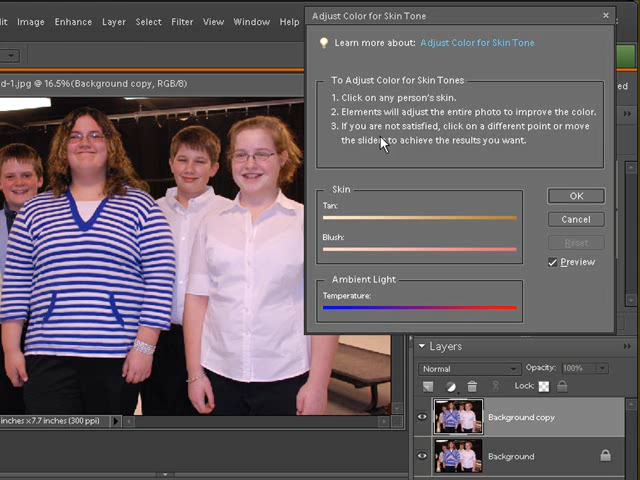 Adjust Color for Skin Tone
Image Enhance Layer Select Filter View Window Help
Learn more about: Adjust Color for Skin Tone
d-1.jpg @ 16.5%(Background copy, RGB/8)
To Adjust Color for Skin Tones
1. Click on any person's skin.
2. Elements will adjust the entire photo to improve the color.
3. If you are not satisfied, click on a different point or move
the slider to achieve the results you want.
Skin
Tan:
Blush:
Ambient Light
Temperature:
OK
Cancel
Reset
Preview
Layers
Normal Opacity: 100%
Lock:
Background copy
Background
inches x 7.7 inches (300 ppi)